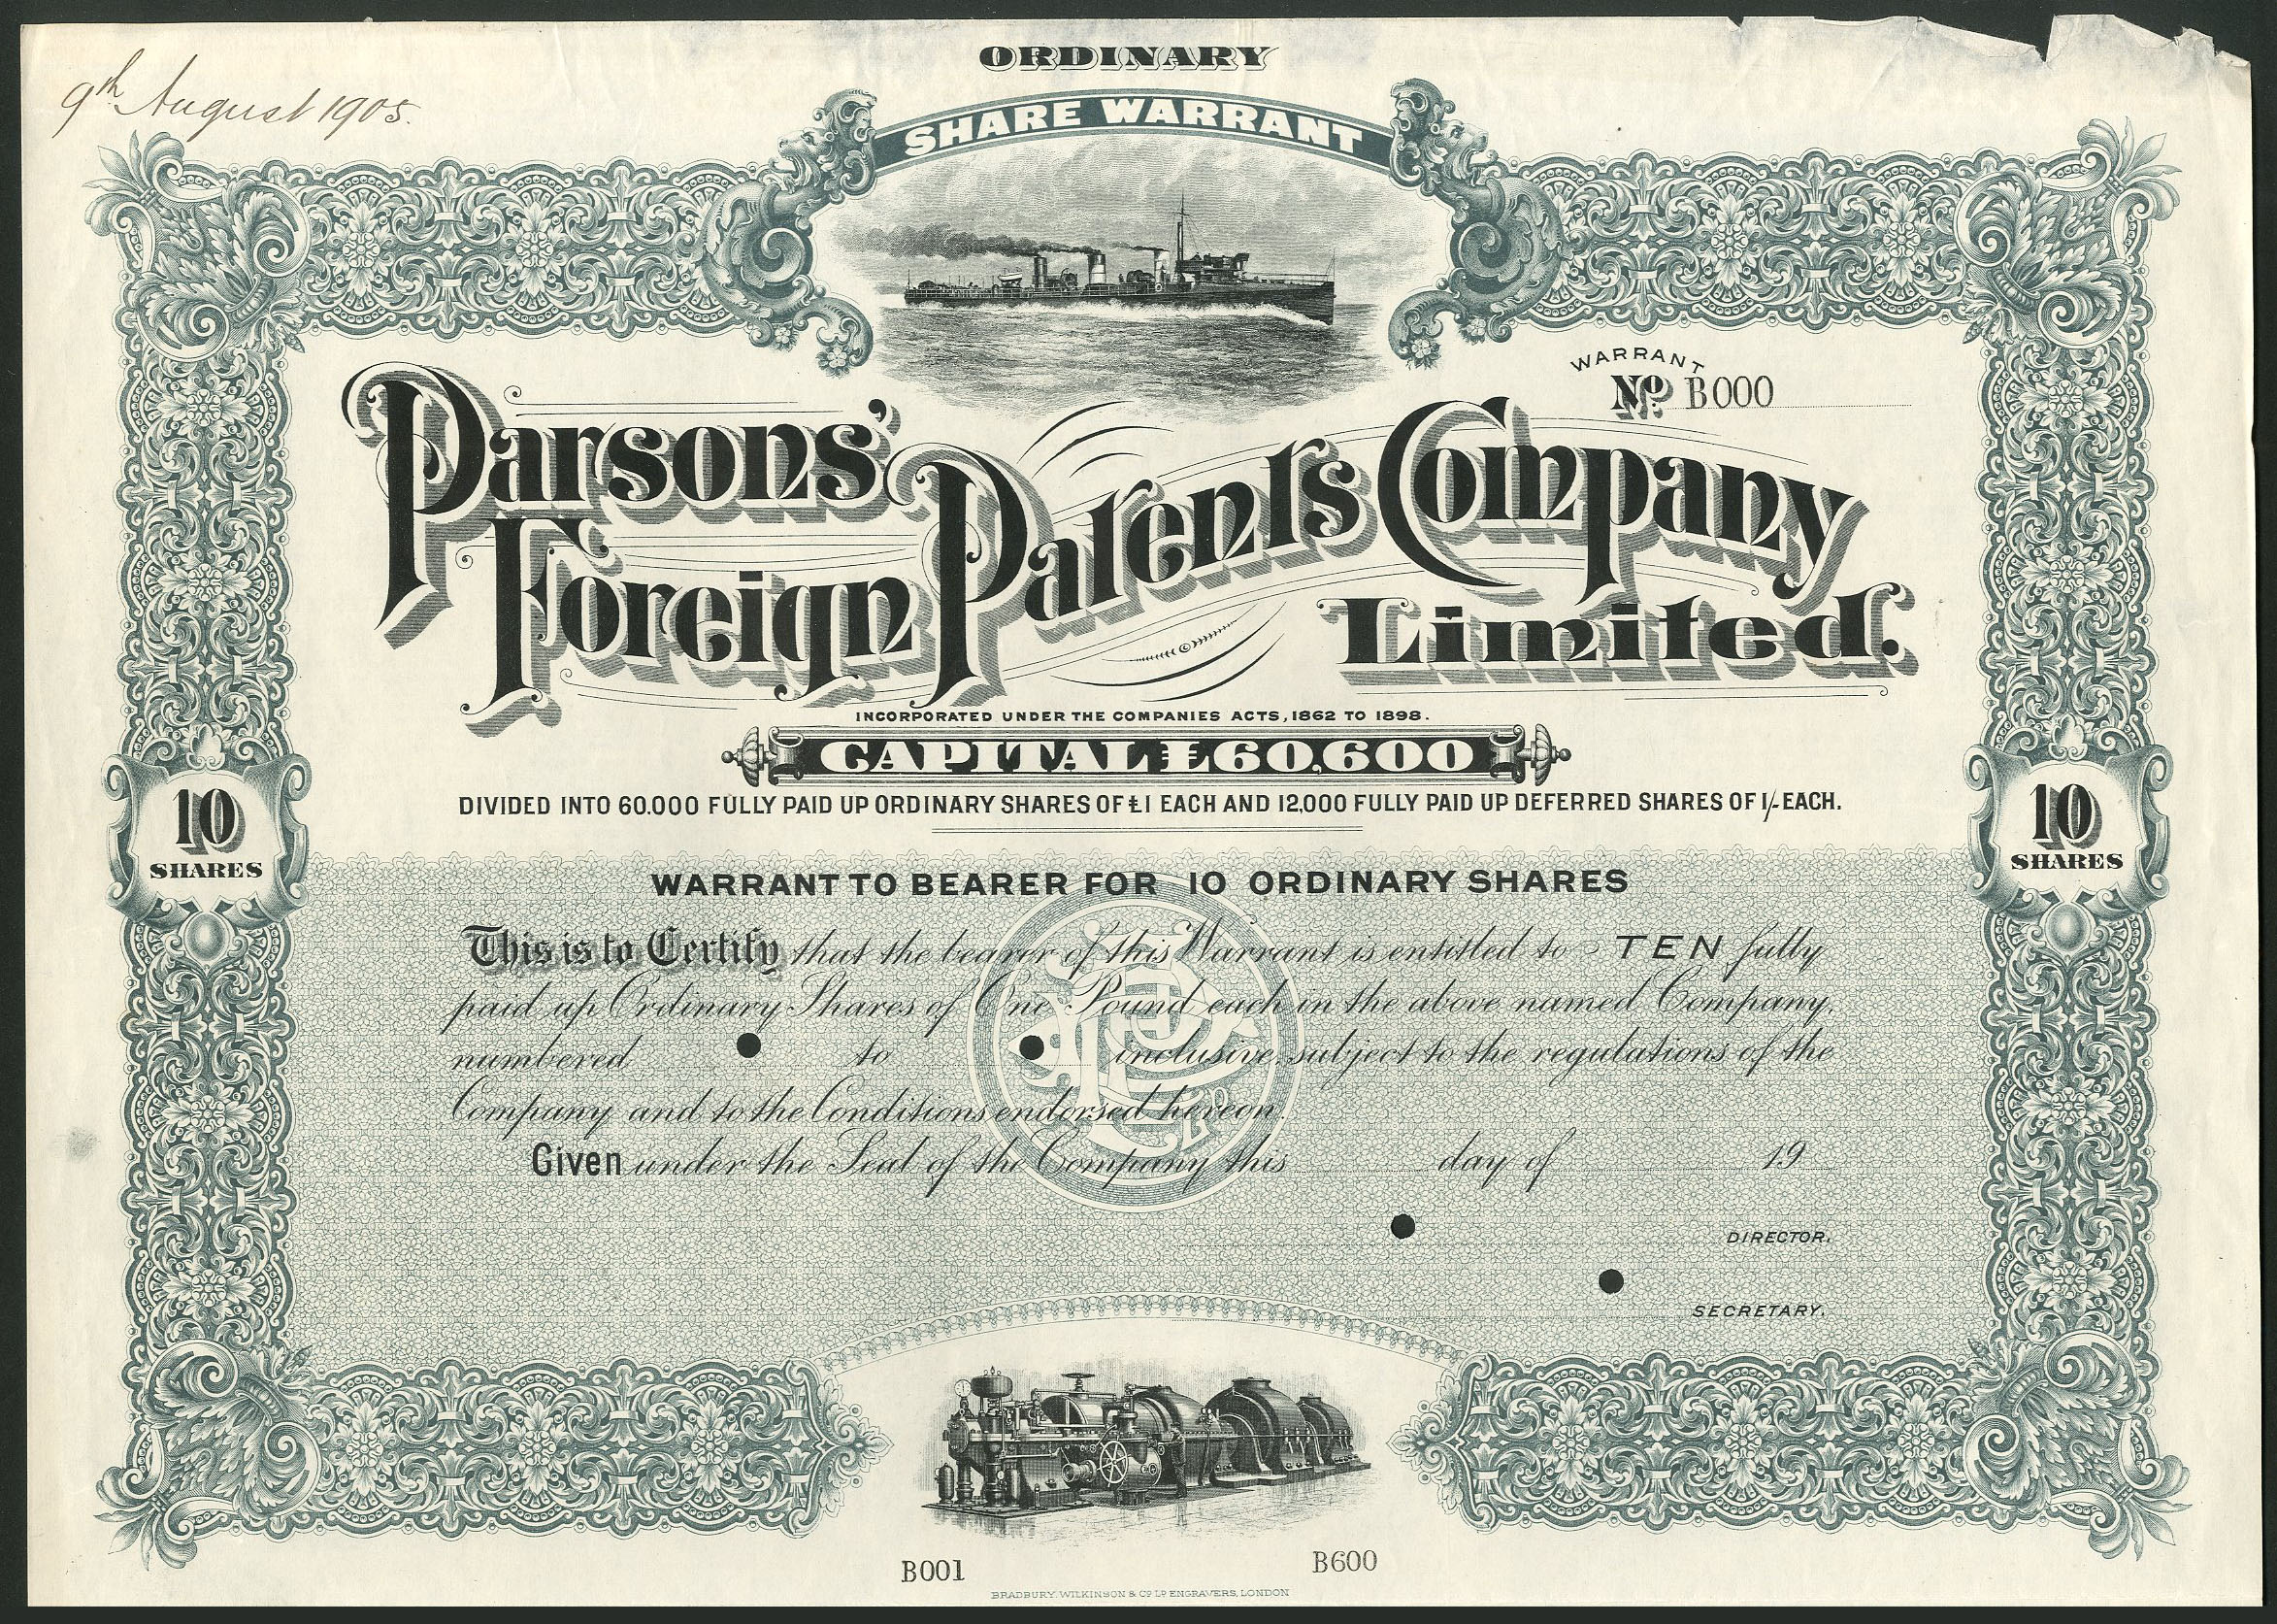 9th August 1905.
ORDINARY
SHARE WARRANT
WARRANT
No. B000
Parsons'
Foreign Patents Company
Limited.
INCORPORATED UNDER THE COMPANIES ACTS, 1862 TO 1898.
CAPITAL £60,600
DIVIDED INTO 60.000 FULLY PAID UP ORDINARY SHARES OF £1 EACH AND 12,000 FULLY PAID UP DEFERRED SHARES OF 1/- EACH.
10
SHARES
10
SHARES
WARRANT TO BEARER FOR 10 ORDINARY SHARES
This is to Certify that the bearer of this Warrant is entitled to TEN fully
paid up Ordinary Shares of One Pound each in the above named Company,
numbered to inclusive, subject to the regulations of the
Company and to the Conditions endorsed hereon.
Given under the Seal of the Company this day of 19
DIRECTOR.
SECRETARY.
B001 B600
BRADBURY, WILKINSON & Co. LD. ENGRAVERS, LONDON